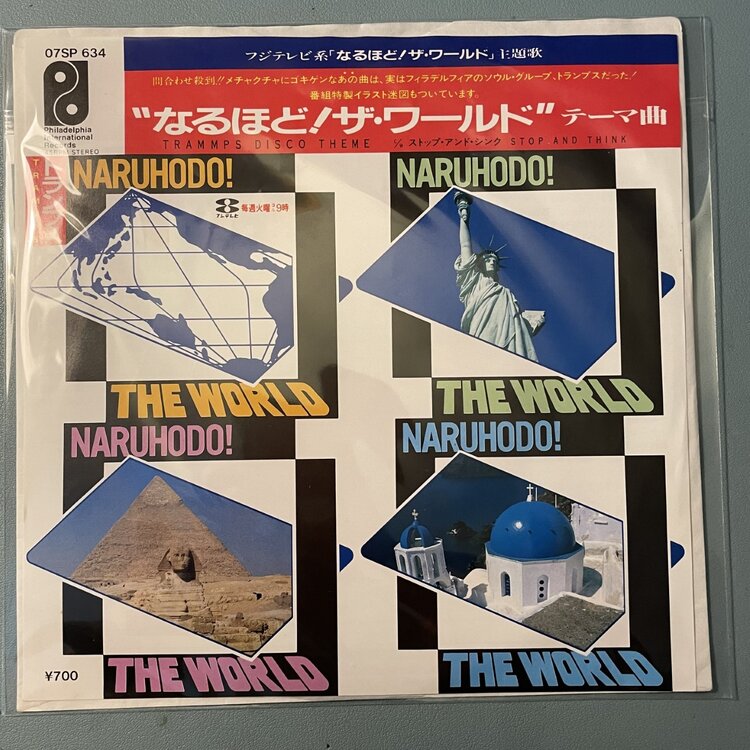 07SP 634
フジテレビ系「なるほど！ザ・ワールド」主題歌
問合わせ殺到!!メチャクチャにゴキゲンなあの曲は、実はフィラデルフィアのソウル・グループ、トランプスだった！
番組特製イラスト迷図もついています。
"なるほど！ザ・ワールド"テーマ曲
TRAMMPS DISCO THEME c/w ストップ・アンド・シンク STOP AND THINK
Philadelphia
International
Records
STEREO
NARUHODO!
8
フジテレビ
毎週火曜よる9時
THE WORLD
NARUHODO!
THE WORLD
NARUHODO!
THE WORLD
NARUHODO!
THE WORLD
¥700